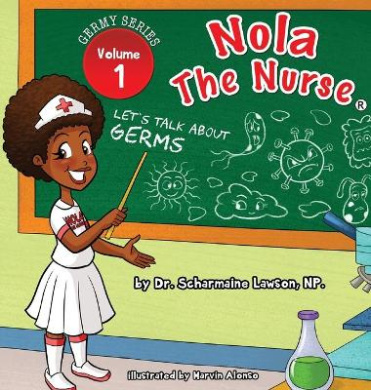 GERMY SERIES
Volume
1
Nola
The Nurse®
LET'S TALK ABOUT
GERMS
NOLA
by Dr. Scharmaine Lawson, NP.
illustrated by Marvin Alonso